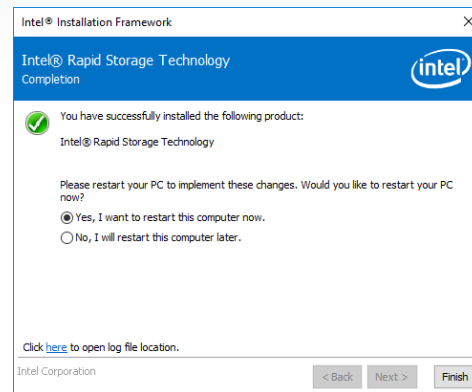 Intel® Installation Framework
Intel® Rapid Storage Technology
Completion
intel
You have successfully installed the following product:
Intel® Rapid Storage Technology
Please restart your PC to implement these changes. Would you like to restart your PC
now?
Yes, I want to restart this computer now.
No, I will restart this computer later.
Click here to open log file location.
Intel Corporation
< Back
Next >
Finish